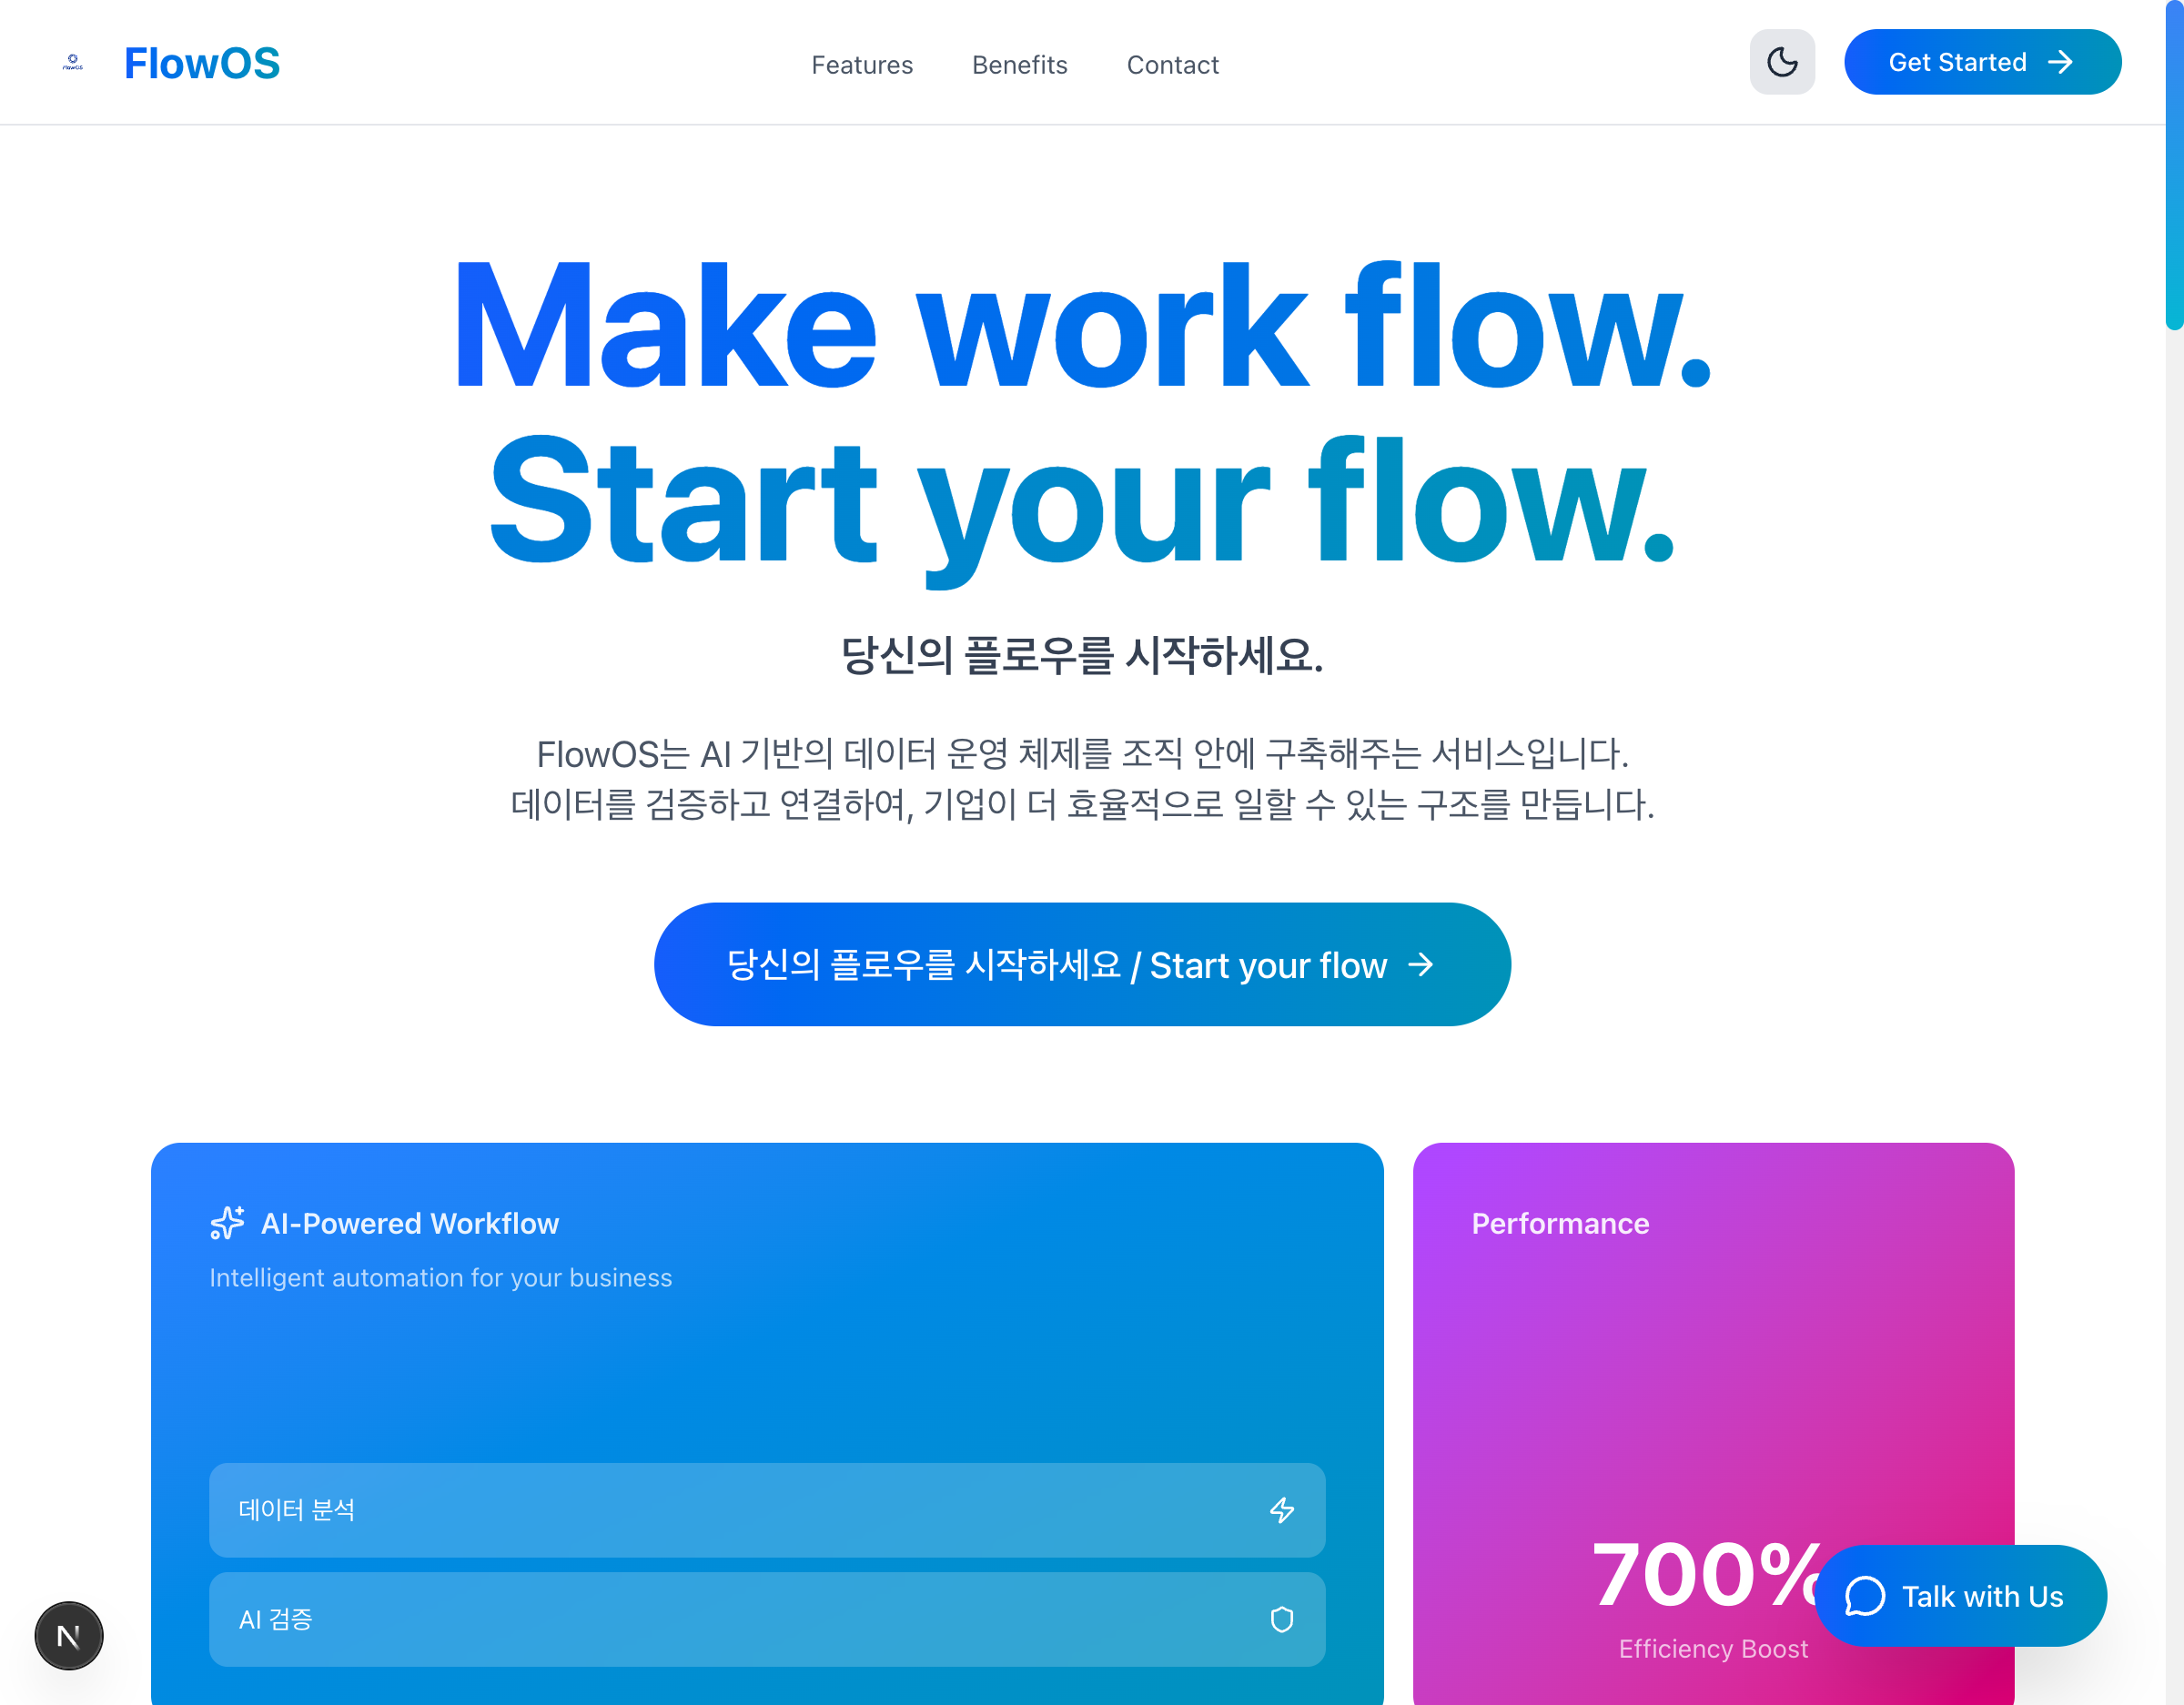 FlowOS
FlowOS
Features
Benefits
Contact
Get Started
Make work flow.
Start your flow.
당신의 플로우를 시작하세요.
FlowOS는 AI 기반의 데이터 운영 체제를 조직 안에 구축해주는 서비스입니다.
데이터를 검증하고 연결하여, 기업이 더 효율적으로 일할 수 있는 구조를 만듭니다.
당신의 플로우를 시작하세요 / Start your flow
AI-Powered Workflow
Intelligent automation for your business
데이터 분석
AI 검증
Performance
700%
Efficiency Boost
Talk with Us
N